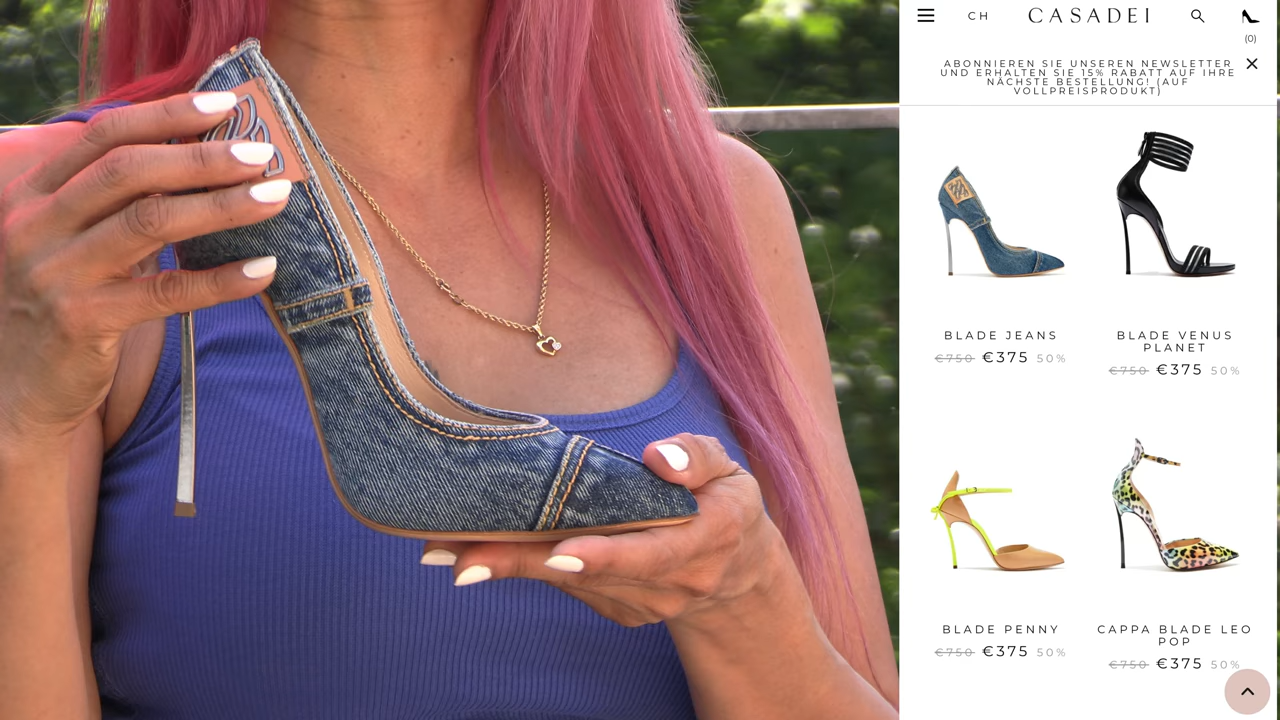 CH
CASADEI
(0)
ABONNIEREN SIE UNSEREN NEWSLETTER
UND ERHALTEN SIE 15% RABATT AUF IHRE
NÄCHSTE BESTELLUNG! (AUF
VOLLPREISPRODUKT)
BLADE JEANS
€750 €375 50%
BLADE VENUS
PLANET
€750 €375 50%
BLADE PENNY
€750 €375 50%
CAPPA BLADE LEO
POP
€750 €375 50%